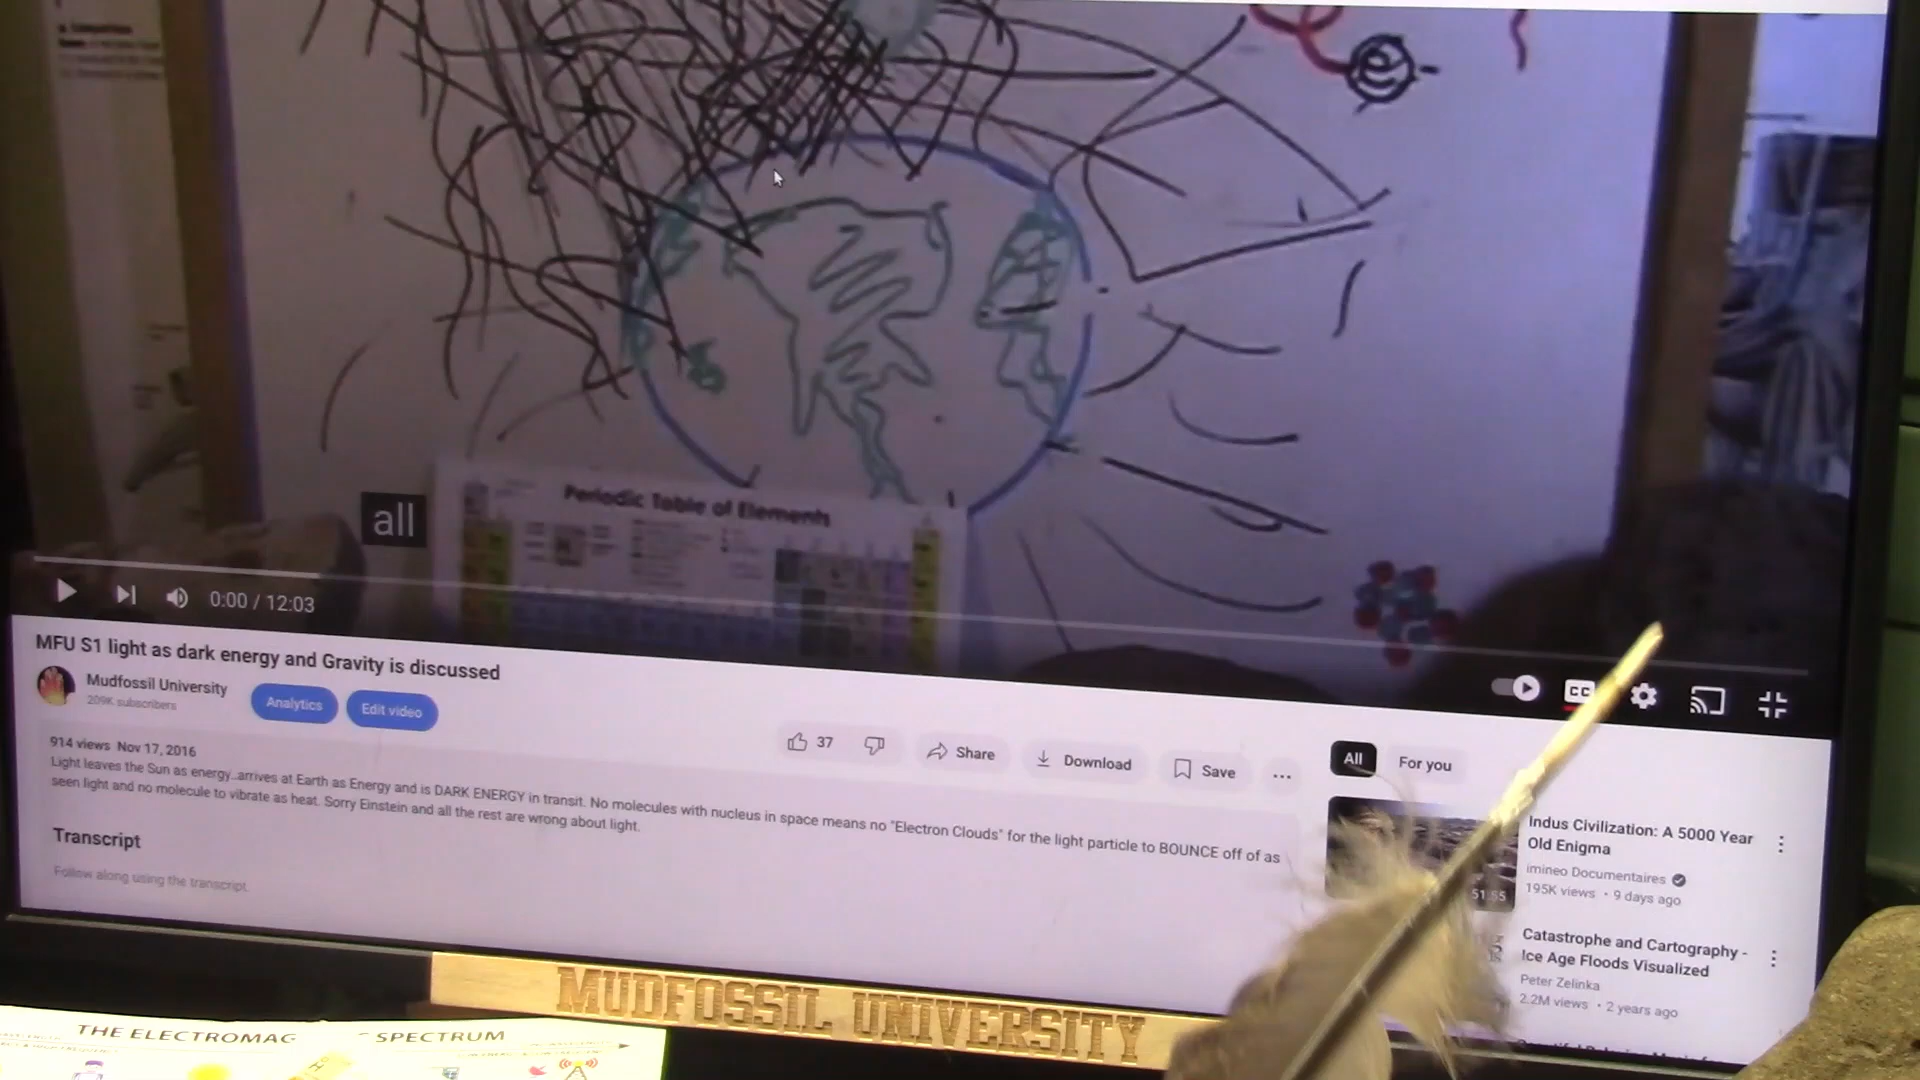 e
Periodic Table of Elements
all
0:00 / 12:03
CC
MFU S1 light as dark energy and Gravity is discussed
Mudfossil University
209K subscribers
Analytics
Edit video
37
Share
Download
Save
...
914 views Nov 17, 2016
Light leaves the Sun as energy..arrives at Earth as Energy and is DARK ENERGY in transit. No molecules with nucleus in space means no "Electron Clouds" for the light particle to BOUNCE off of as
seen light and no molecule to vibrate as heat. Sorry Einstein and all the rest are wrong about light.
Transcript
Follow along using the transcript.
All
For you
51:55
Indus Civilization: A 5000 Year
Old Enigma
imineo Documentaires
195K views • 9 days ago
Catastrophe and Cartography -
Ice Age Floods Visualized
Peter Zelinka
2.2M views • 2 years ago
MUDFOSSIL UNIVERSITY
THE ELECTROMAG SPECTRUM